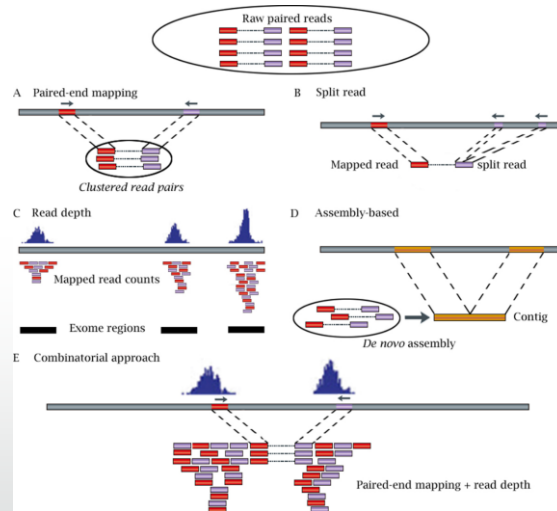 Raw paired reads
A Paired-end mapping
B Split read
Clustered read pairs
Mapped read
split read
C Read depth
D Assembly-based
Mapped read counts
Exome regions
Contig
De novo assembly
E Combinatorial approach
Paired-end mapping + read depth